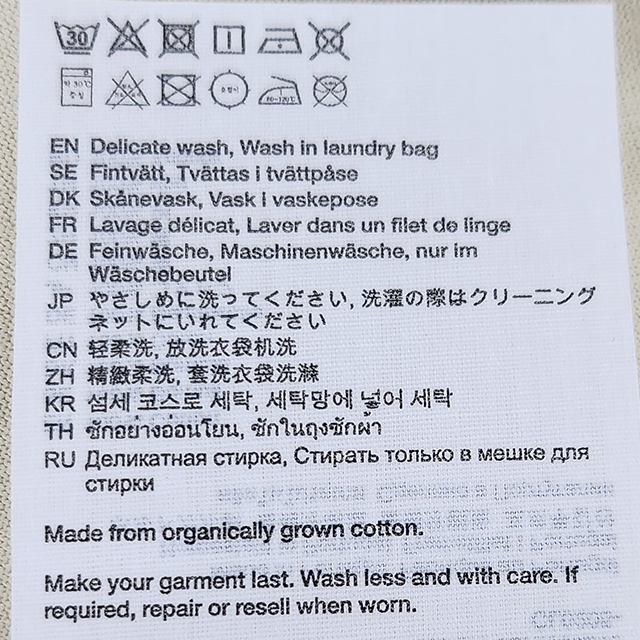 30
EN Delicate wash, Wash in laundry bag
SE Fintvätt, Tvättas i tvättpåse
DK Skånevask, Vask i vaskepose
FR Lavage délicat, Laver dans un filet de linge
DE Feinwäsche, Maschinenwäsche, nur im
Wäschebeutel
JP やさしめに洗ってください, 洗濯の際はクリーニング
ネットにいれてください
CN 轻柔洗, 放洗衣袋机洗
ZH 精緻柔洗, 套洗衣袋洗滌
KR 섬세 코스로 세탁, 세탁망에 넣어 세탁
TH ซักอย่างอ่อนโยน, ซักในถุงซักผ้า
RU Деликатная стирка, Стирать только в мешке для
стирки
Made from organically grown cotton.
Make your garment last. Wash less and with care. If
required, repair or resell when worn.